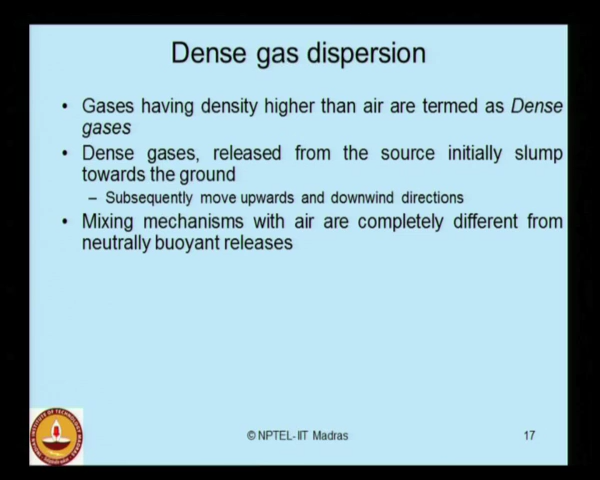 Dense gas dispersion
• Gases having density higher than air are termed as Dense
gases
• Dense gases, released from the source initially slump
towards the ground
– Subsequently move upwards and downwind directions
• Mixing mechanisms with air are completely different from
neutrally buoyant releases
© NPTEL-IIT Madras
17